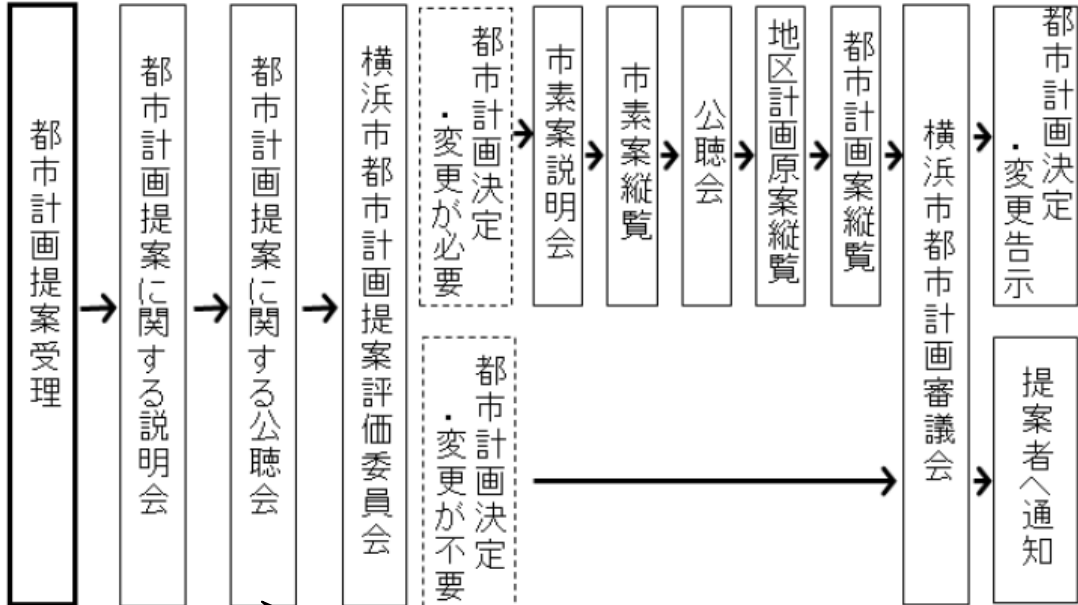 都市計画提案受理
都市計画提案に関する説明会
都市計画提案に関する公聴会
横浜市都市計画提案評価委員会
都市計画決定
・変更が必要
市素案説明会
市素案縦覧
公聴会
地区計画原案縦覧
都市計画案縦覧
都市計画決定
・変更が不要
横浜市都市計画審議会
都市計画決定
・変更告示
提案者へ通知